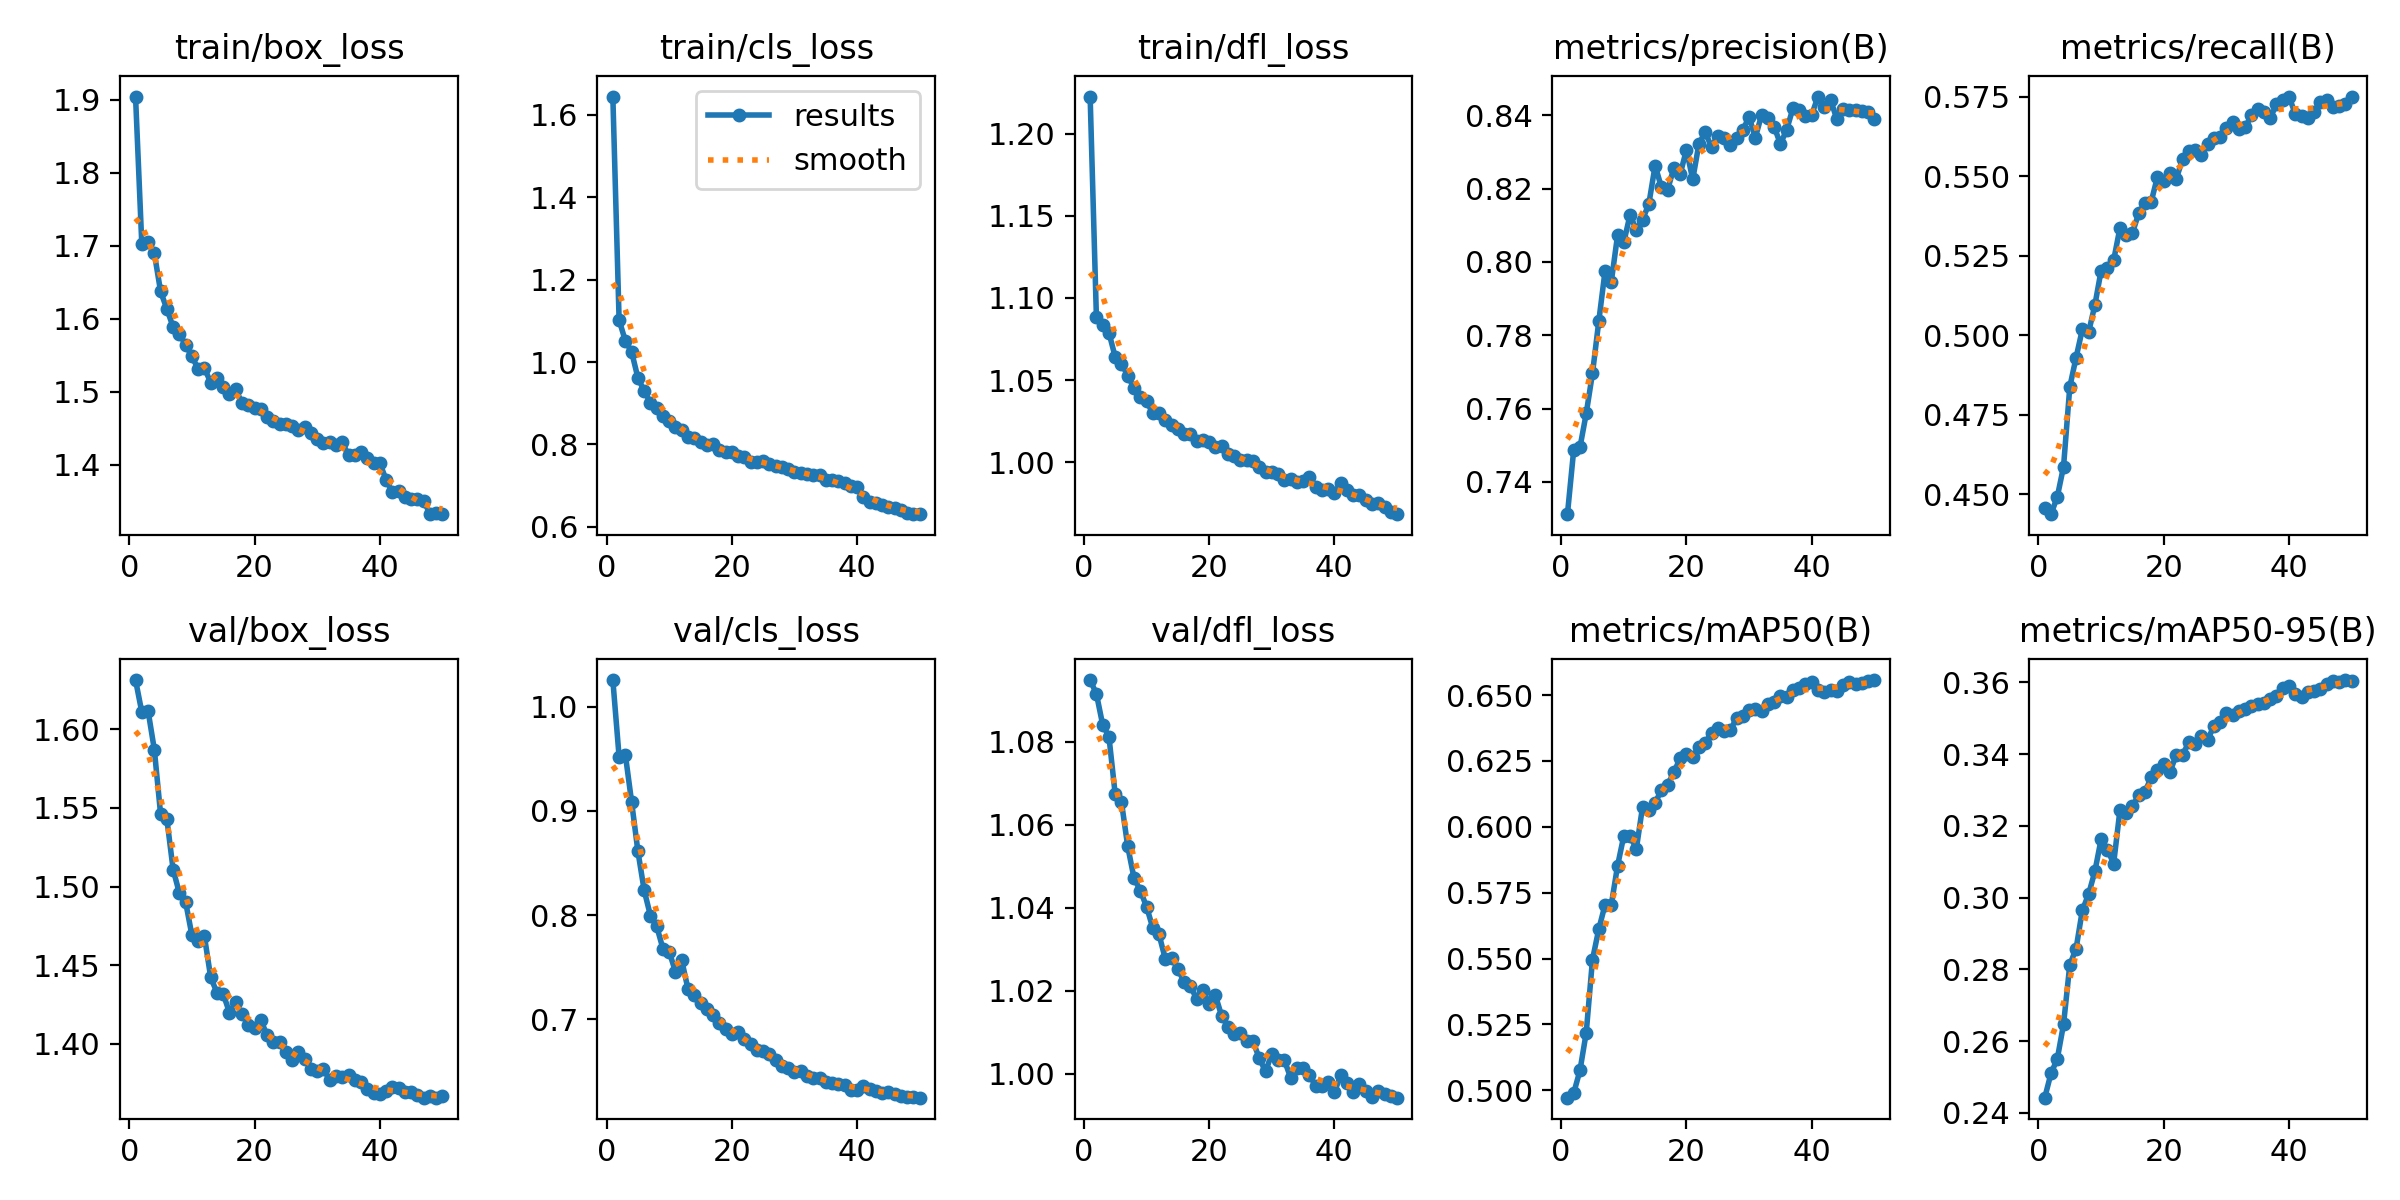 train/box_loss
1.9
1.8
1.7
1.6
1.5
1.4
0 20 40
train/cls_loss
results
smooth
1.6
1.4
1.2
1.0
0.8
0.6
0 20 40
train/dfl_loss
1.20
1.15
1.10
1.05
1.00
0 20 40
metrics/precision(B)
0.84
0.82
0.80
0.78
0.76
0.74
0 20 40
metrics/recall(B)
0.575
0.550
0.525
0.500
0.475
0.450
0 20 40
val/box_loss
1.60
1.55
1.50
1.45
1.40
0 20 40
val/cls_loss
1.0
0.9
0.8
0.7
0 20 40
val/dfl_loss
1.08
1.06
1.04
1.02
1.00
0 20 40
metrics/mAP50(B)
0.650
0.625
0.600
0.575
0.550
0.525
0.500
0 20 40
metrics/mAP50-95(B)
0.36
0.34
0.32
0.30
0.28
0.26
0.24
0 20 40